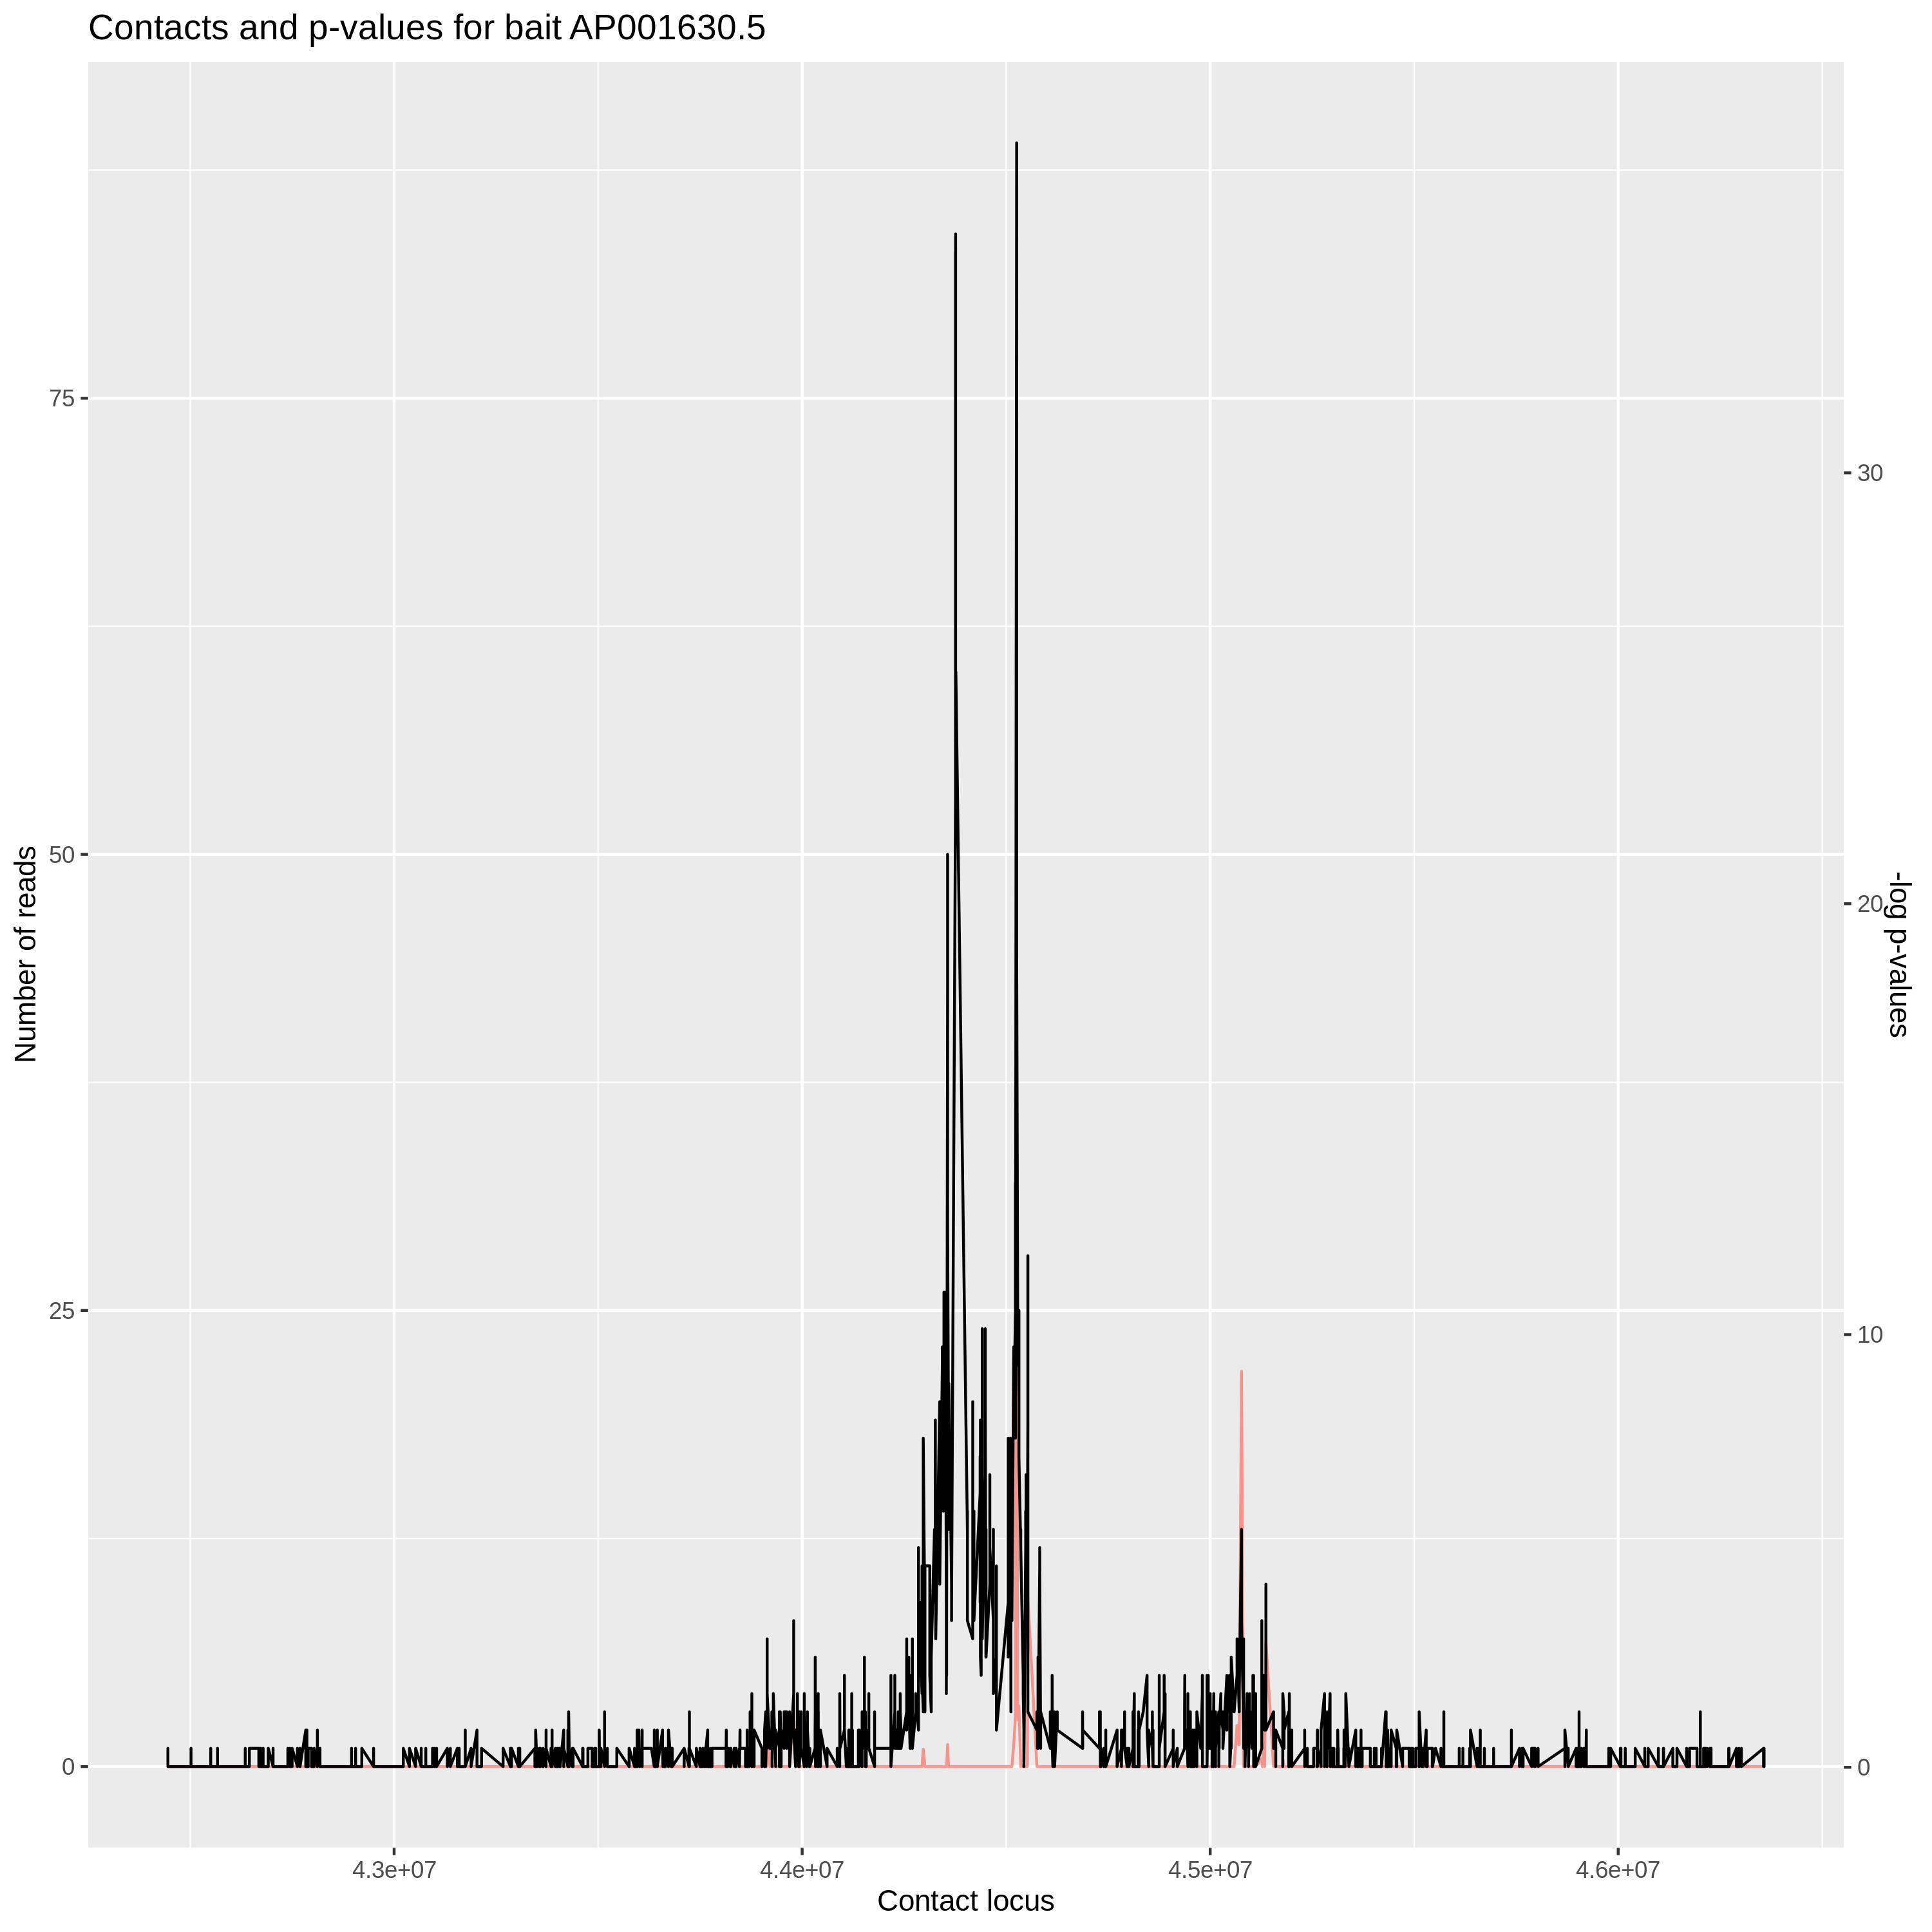 Contacts and p-values for bait AP001630.5
75
50
25
0
30
20
10
0
Number of reads
-log p-values
4.3e+07 4.4e+07 4.5e+07 4.6e+07
Contact locus